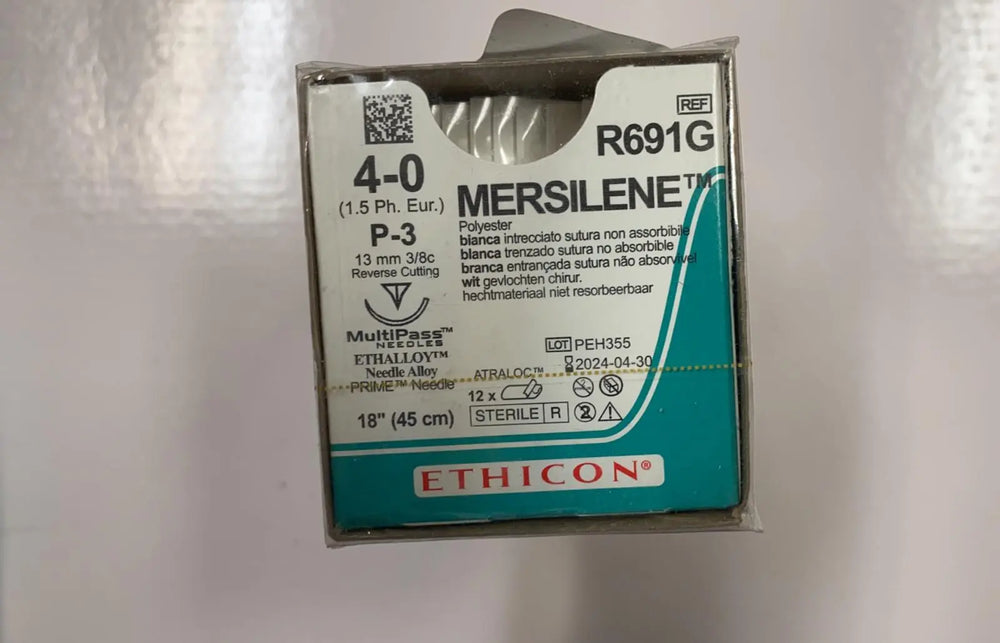 REF
R691G
4-0
(1.5 Ph. Eur.)
P-3
13 mm 3/8c
Reverse Cutting
MultiPass™
NEEDLES
ETHALLOY™
Needle Alloy
PRIME™ Needle
18" (45 cm)
MERSILENE™
Polyester
bianca intrecciato sutura non assorbibile
blanca trenzado sutura no absorbible
branca entrançada sutura não absorvível
wit gevlochten chirur.
hechtmateriaal niet resorbeerbaar
LOT PEH355
2024-04-30
ATRALOC™
12 x
STERILE R
2
ETHICON®